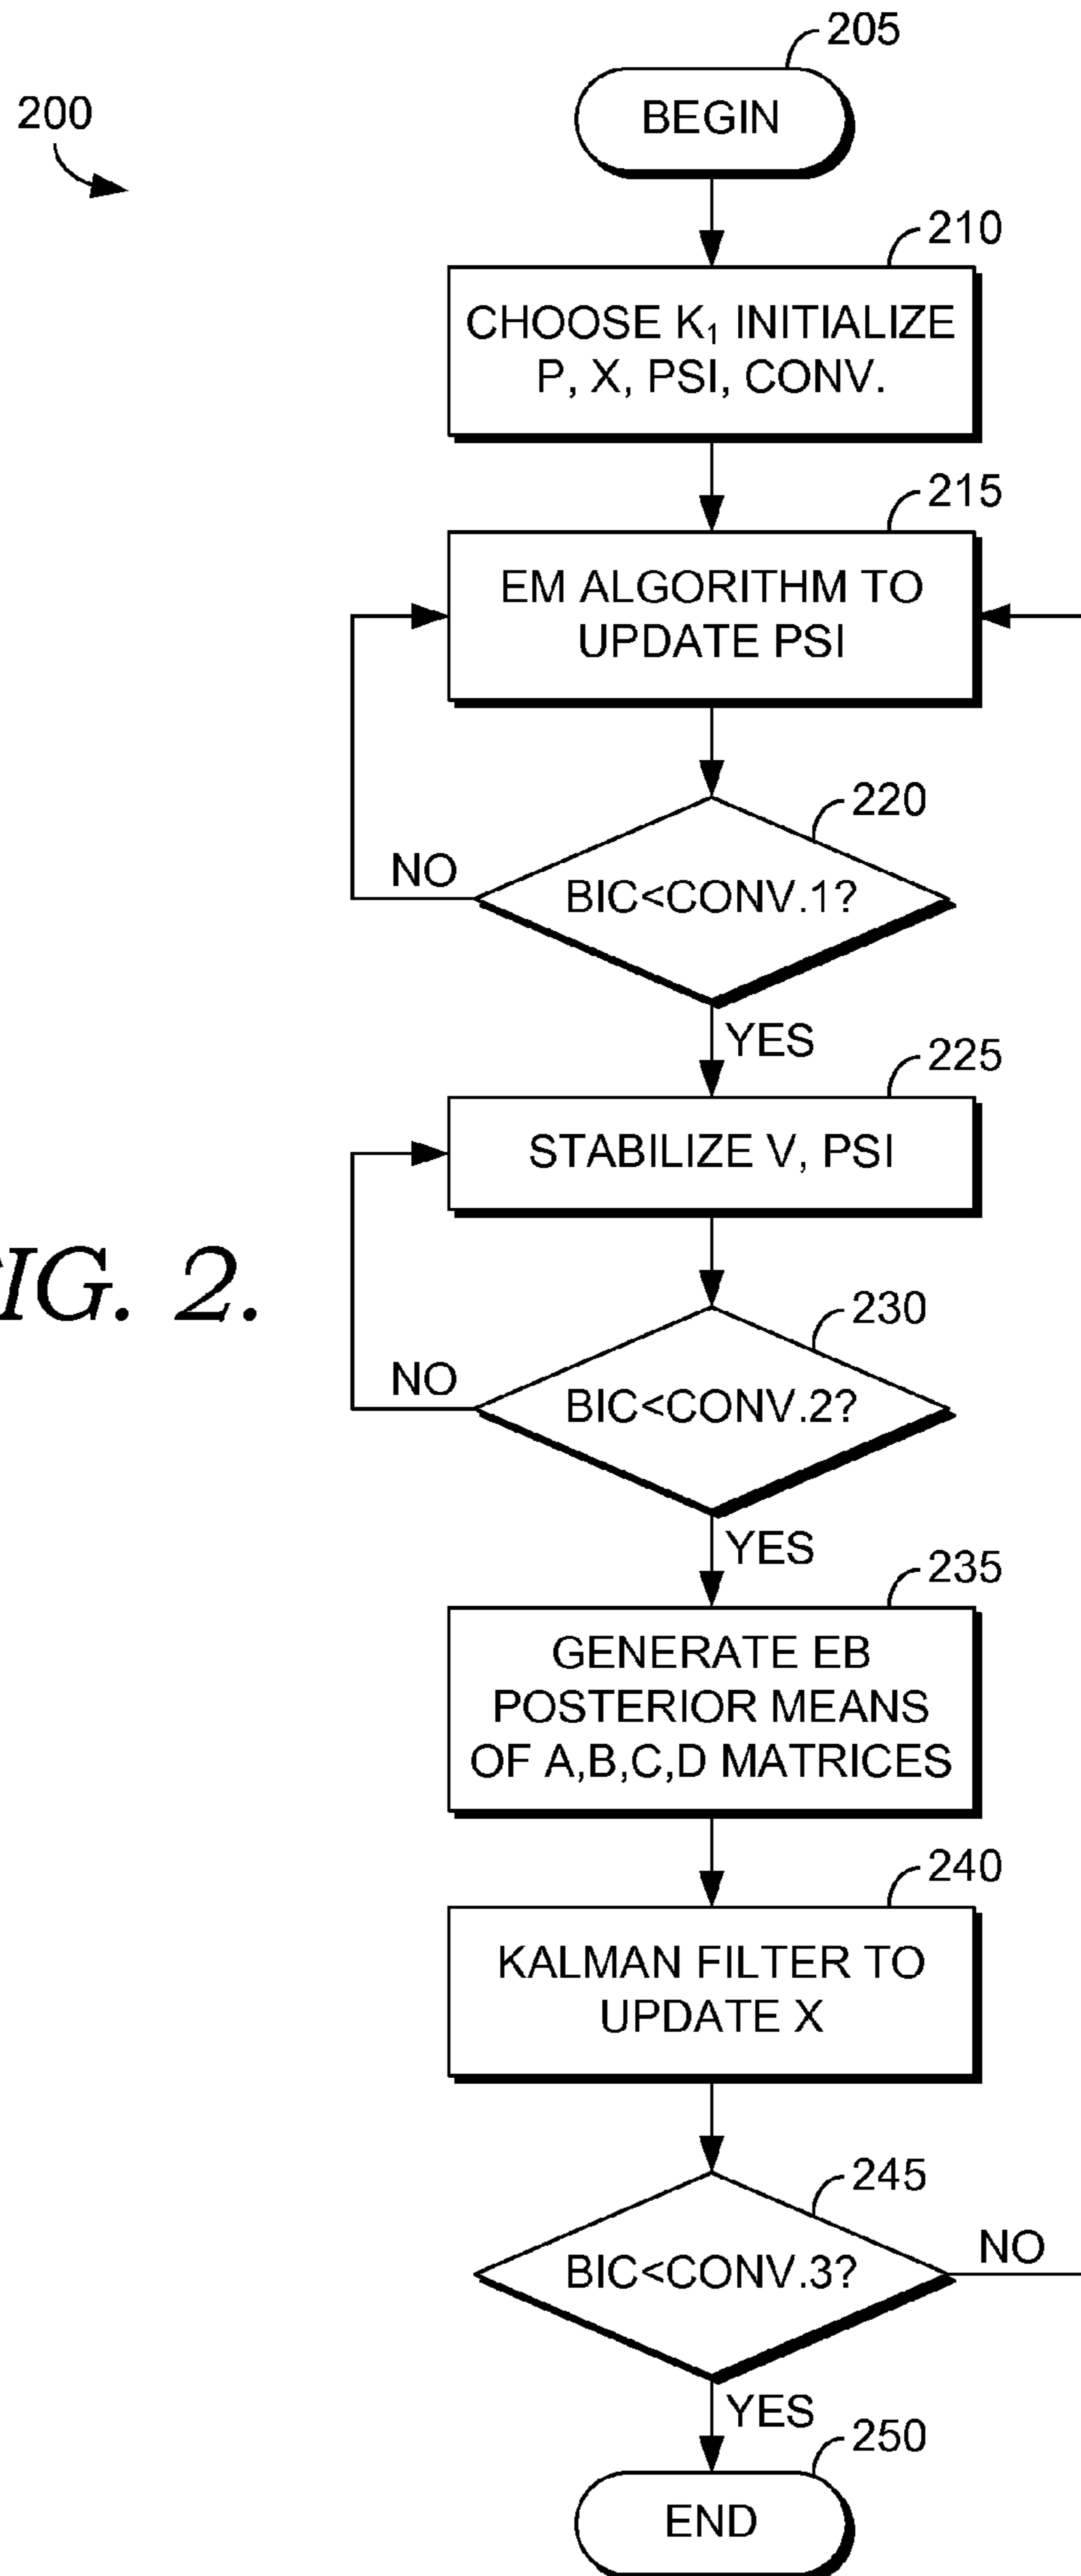 205
200
BEGIN
210
CHOOSE K₁ INITIALIZE
P, X, PSI, CONV.
215
EM ALGORITHM TO
UPDATE PSI
220
NO
BIC<CONV.1?
YES
225
STABILIZE V, PSI
IG. 2.
230
NO
BIC<CONV.2?
YES
235
GENERATE EB
POSTERIOR MEANS
OF A,B,C,D MATRICES
240
KALMAN FILTER TO
UPDATE X
245
NO
BIC<CONV.3?
YES
250
END